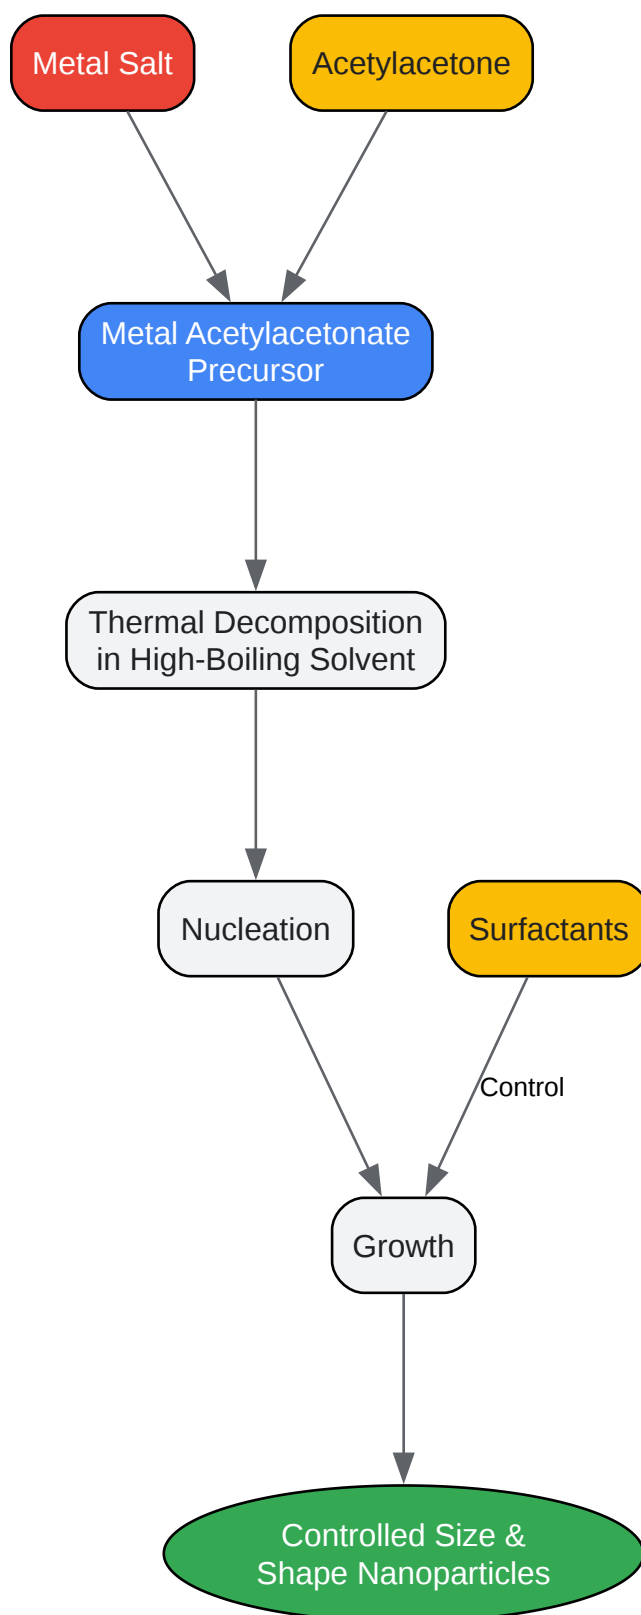 Metal Salt
Acetylacetone
Metal Acetylacetonate
Precursor
Thermal Decomposition
in High-Boiling Solvent
Nucleation
Surfactants
Control
Growth
Controlled Size &
Shape Nanoparticles